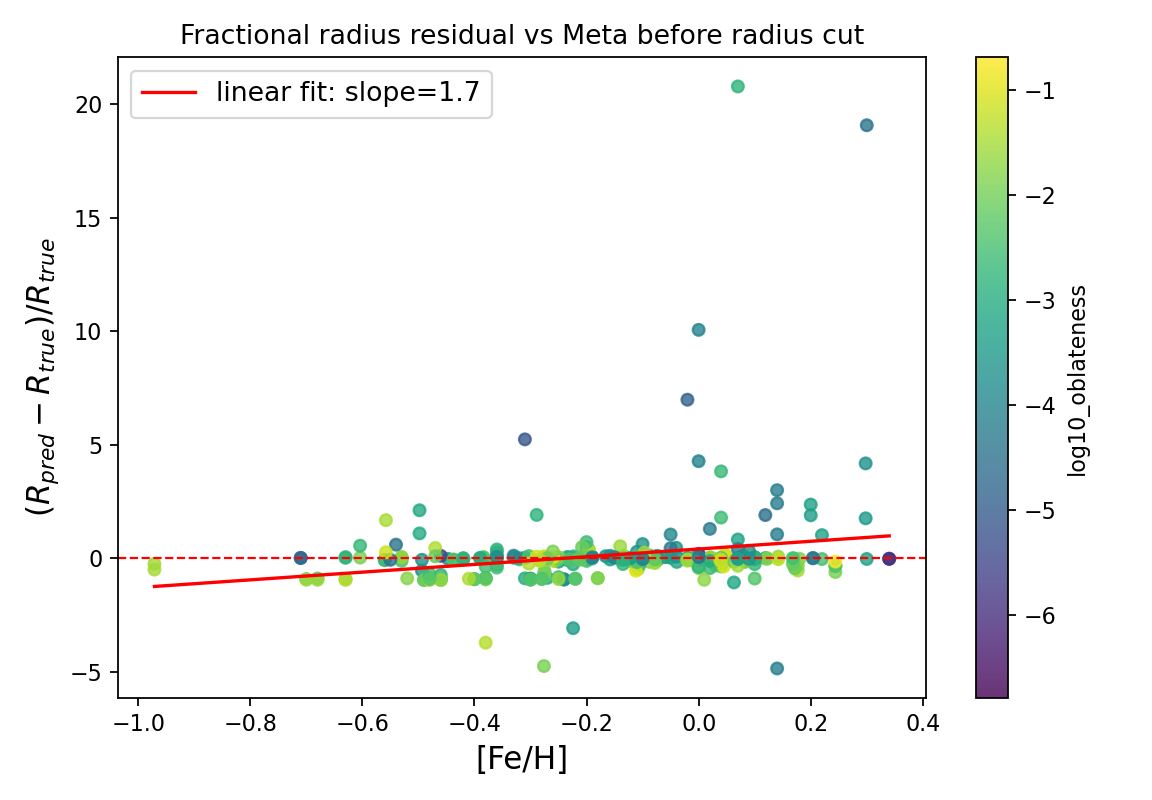 Fractional radius residual vs Meta before radius cut
linear fit: slope=1.7
20
15
10
5
0
−5
(R_pred − R_true)/R_true
−1.0 −0.8 −0.6 −0.4 −0.2 0.0 0.2 0.4
[Fe/H]
−1
−2
−3
−4
−5
−6
log10_oblateness